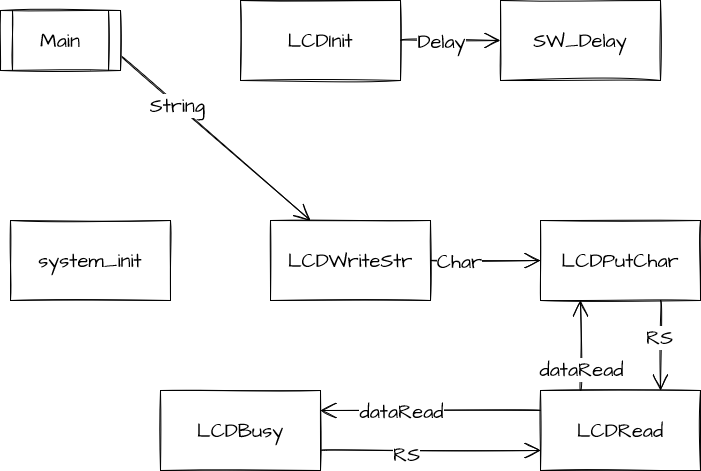 Main
LCDInit
Delay
SW_Delay
String
system_init
LCDWriteStr
Char
LCDPutChar
RS
dataRead
LCDBusy
dataRead
RS
LCDRead